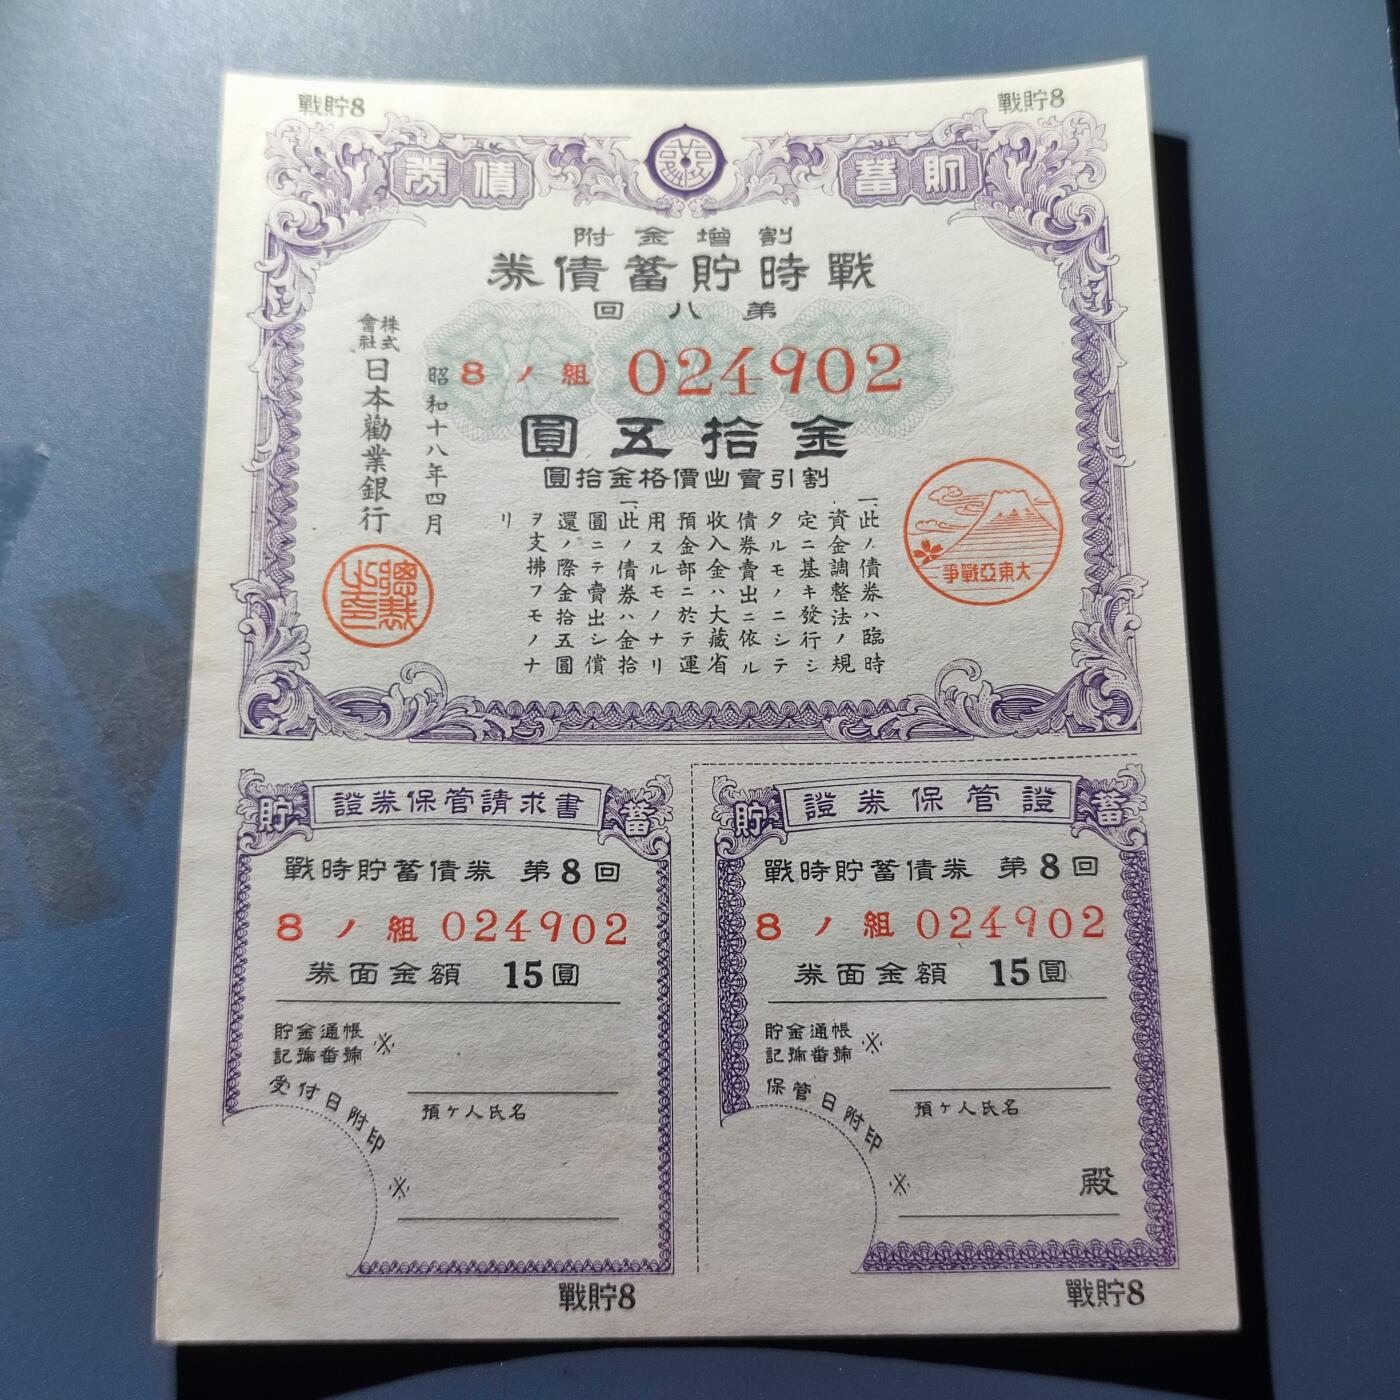 戰貯8
戰貯8
貯蓄
債券
割增金附
戰時貯蓄債券
第八回
8ノ組 024902
金拾五圓
割引賣出價格金拾圓
一、此ノ債券ハ臨時
資金調整法ノ規
定ニ基キ發行シ
タルモノニシテ
債券賣出ニ依ル
收入金ハ大藏省
預金部ニ於テ運
用スルモノナリ
一、此ノ債券ハ金拾
圓ニテ賣出シ償
還ノ際金拾五圓
ヲ支拂フモノナ
リ
大東亞戰爭
昭和十八年四月
株式會社日本勸業銀行
總裁之印
貯蓄
證券保管請求書
戰時貯蓄債券 第8回
8ノ組 024902
券面金額 15圓
貯金通帳
記號番號 ※
受付日附印
預ケ人氏名
※
戰貯8
貯蓄
證券保管證
戰時貯蓄債券 第8回
8ノ組 024902
券面金額 15圓
貯金通帳
記號番號 ※
保管日附印
預ケ人氏名
※
殿
戰貯8